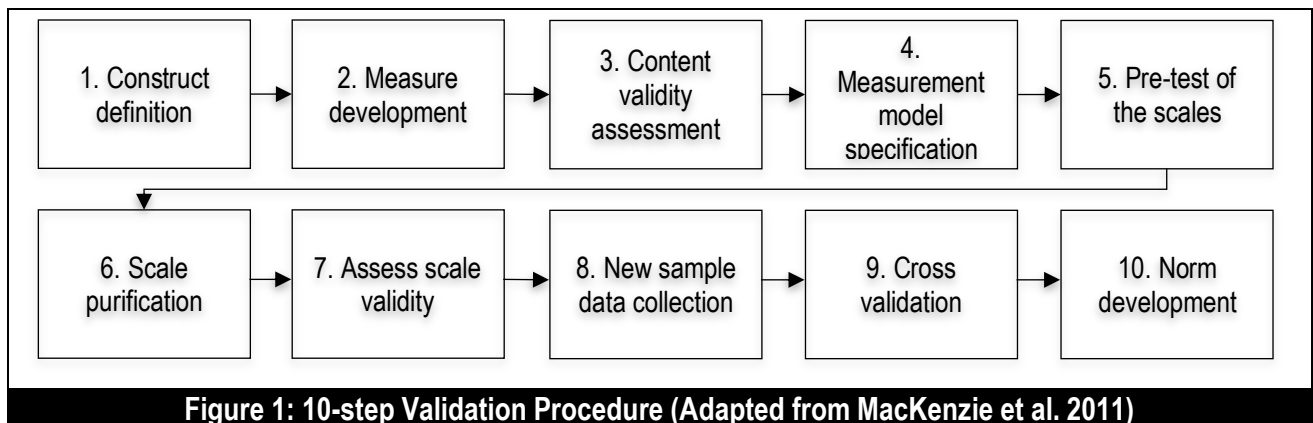 1. Construct
definition
2. Measure
development
3. Content
validity
assessment
4.
Measurement
model
specification
5. Pre-test of
the scales
6. Scale
purification
7. Assess scale
validity
8. New sample
data collection
9. Cross
validation
10. Norm
development
Figure 1: 10-step Validation Procedure (Adapted from MacKenzie et al. 2011)